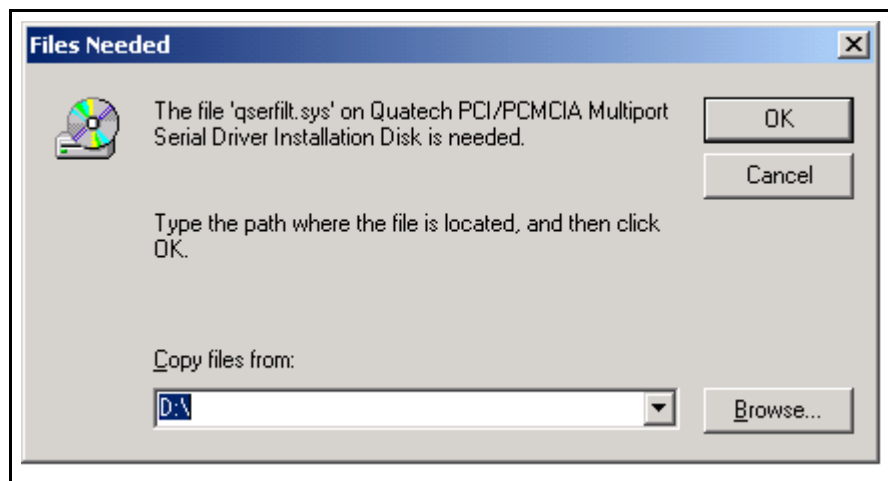 Files Needed
The file 'qserfilt.sys' on Quatech PCI/PCMCIA Multiport
Serial Driver Installation Disk is needed.
OK
Cancel
Type the path where the file is located, and then click
OK.
Copy files from:
D:\
Browse...